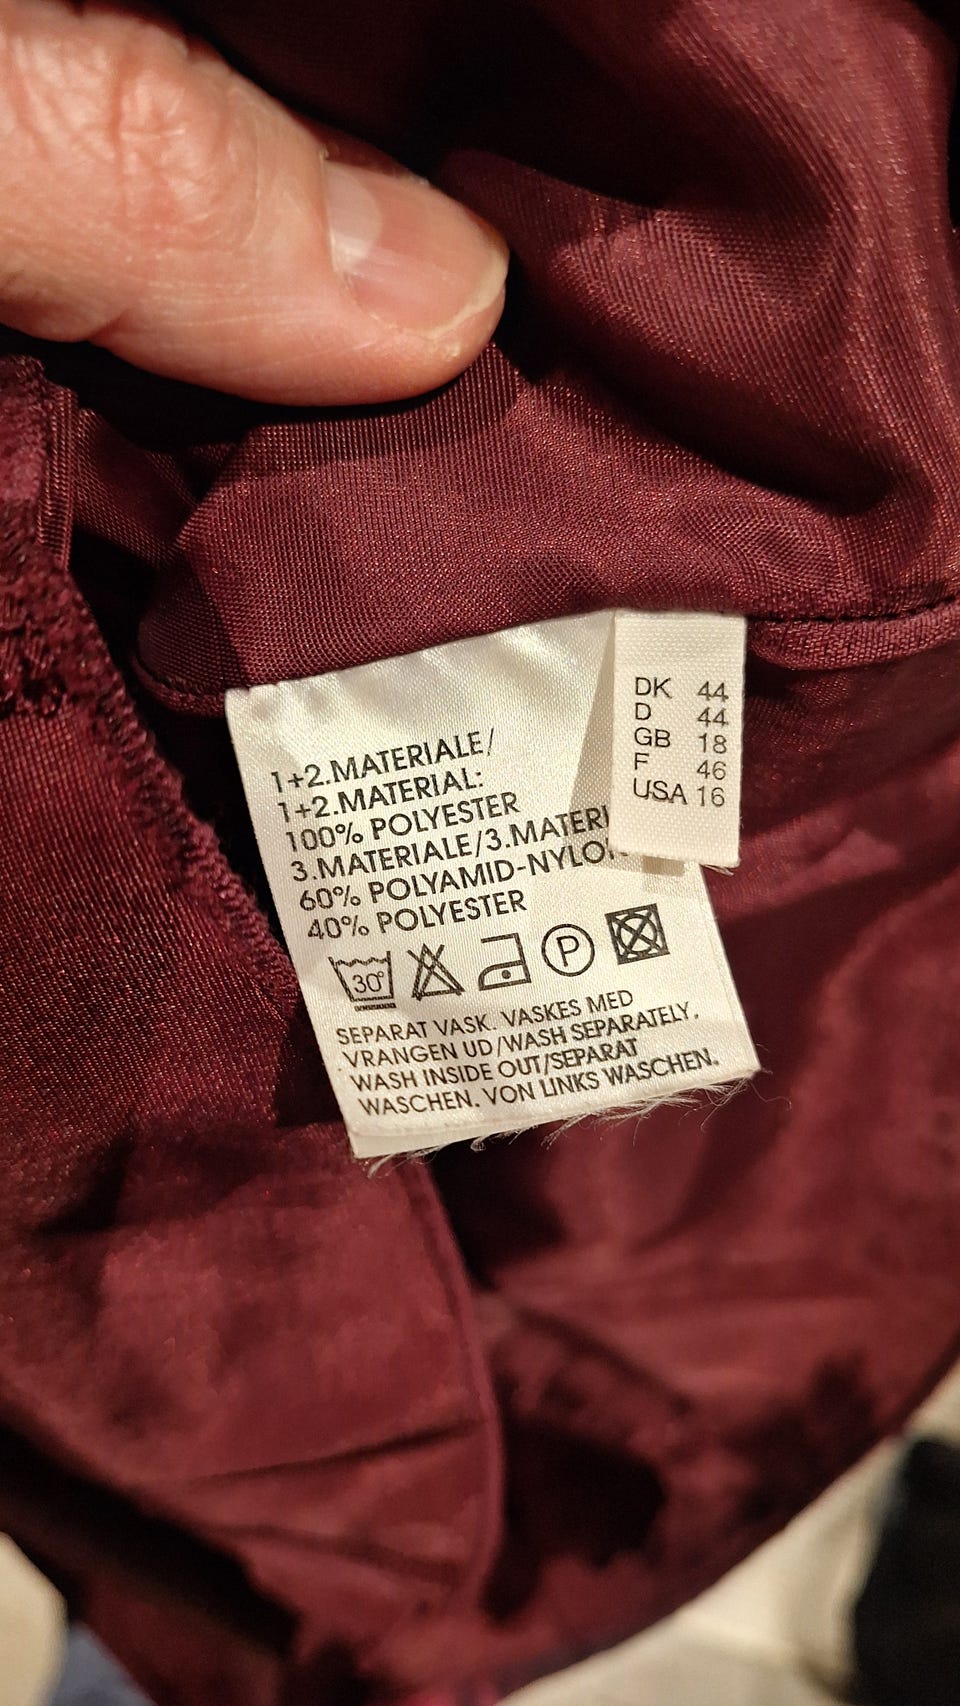 1+2.MATERIALE/
1+2.MATERIAL:
100% POLYESTER
3.MATERIALE/3.MATERI
60% POLYAMID-NYLON
40% POLYESTER
30° P
SEPARAT VASK. VASKES MED
VRANGEN UD/WASH SEPARATELY.
WASH INSIDE OUT/SEPARAT
WASCHEN. VON LINKS WASCHEN.
DK 44
D 44
GB 18
F 46
USA 16